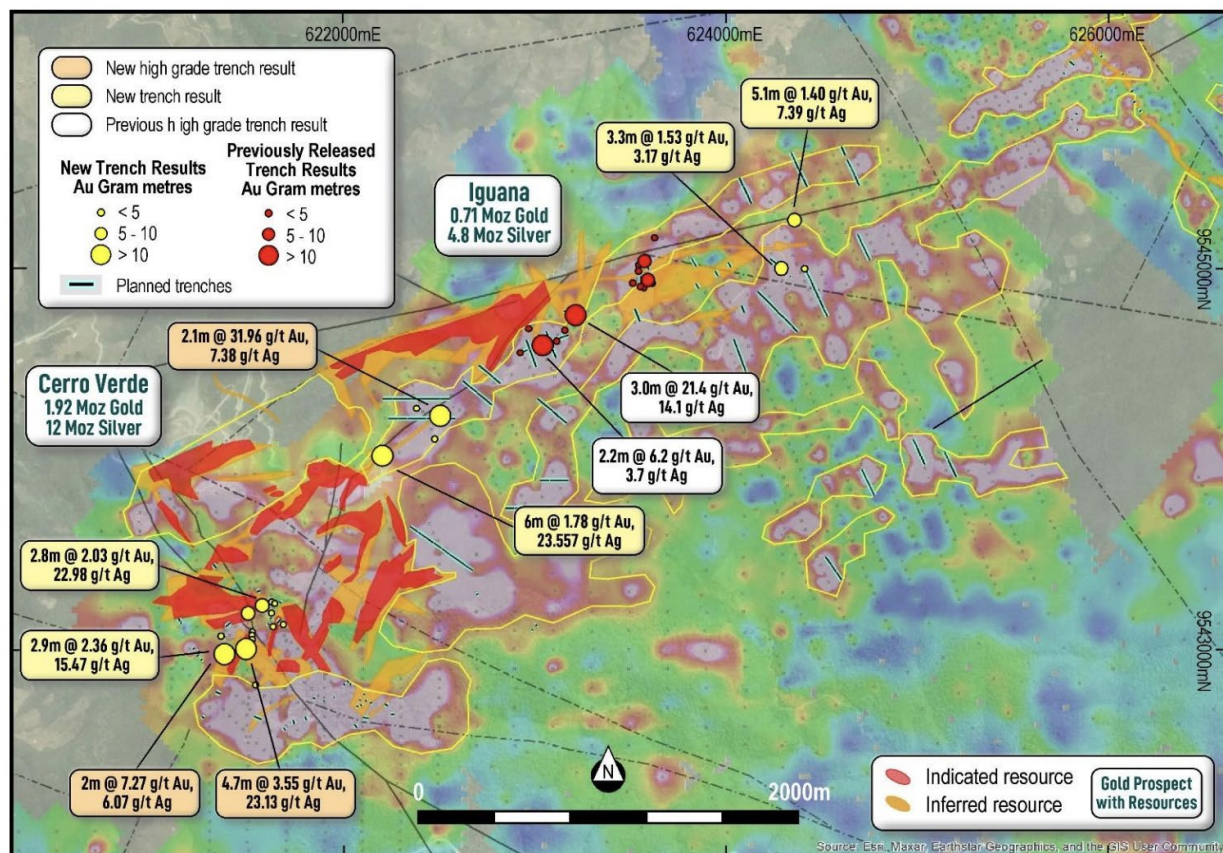 622000mE
624000mE
626000mE
New high grade trench result
New trench result
Previous h igh grade trench result
New Trench Results
Au Gram metres
< 5
5 - 10
> 10
Previously Released
Trench Results
Au Gram metres
< 5
5 - 10
> 10
Planned trenches
5.1m @ 1.40 g/t Au,
7.39 g/t Ag
3.3m @ 1.53 g/t Au,
3.17 g/t Ag
Iguana
0.71 Moz Gold
4.8 Moz Silver
9545000mN
2.1m @ 31.96 g/t Au,
7.38 g/t Ag
Cerro Verde
1.92 Moz Gold
12 Moz Silver
3.0m @ 21.4 g/t Au,
14.1 g/t Ag
2.2m @ 6.2 g/t Au,
3.7 g/t Ag
6m @ 1.78 g/t Au,
23.557 g/t Ag
2.8m @ 2.03 g/t Au,
22.98 g/t Ag
2.9m @ 2.36 g/t Au,
15.47 g/t Ag
9543000mN
2m @ 7.27 g/t Au,
6.07 g/t Ag
4.7m @ 3.55 g/t Au,
23.13 g/t Ag
N
0
2000m
Indicated resource
Inferred resource
Gold Prospect
with Resources
Source: Esri, Maxar, Earthstar Geographics, and the GIS User Community